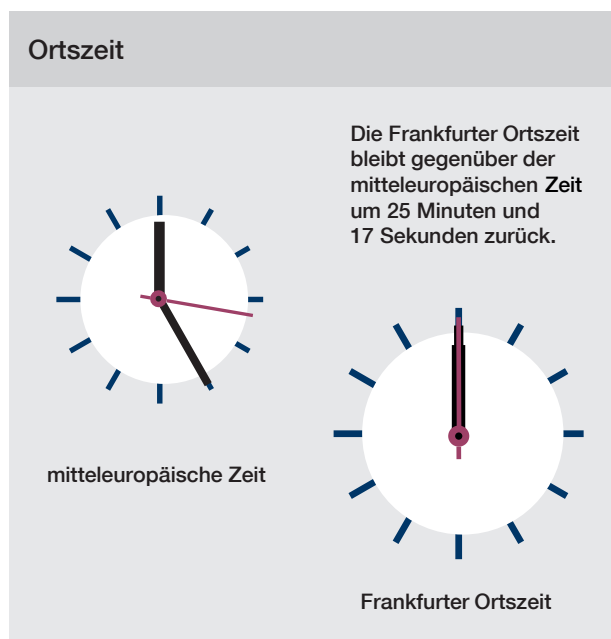 Ortszeit
Die Frankfurter Ortszeit
bleibt gegenüber der
mitteleuropäischen Zeit
um 25 Minuten und
17 Sekunden zurück.
mitteleuropäische Zeit
Frankfurter Ortszeit